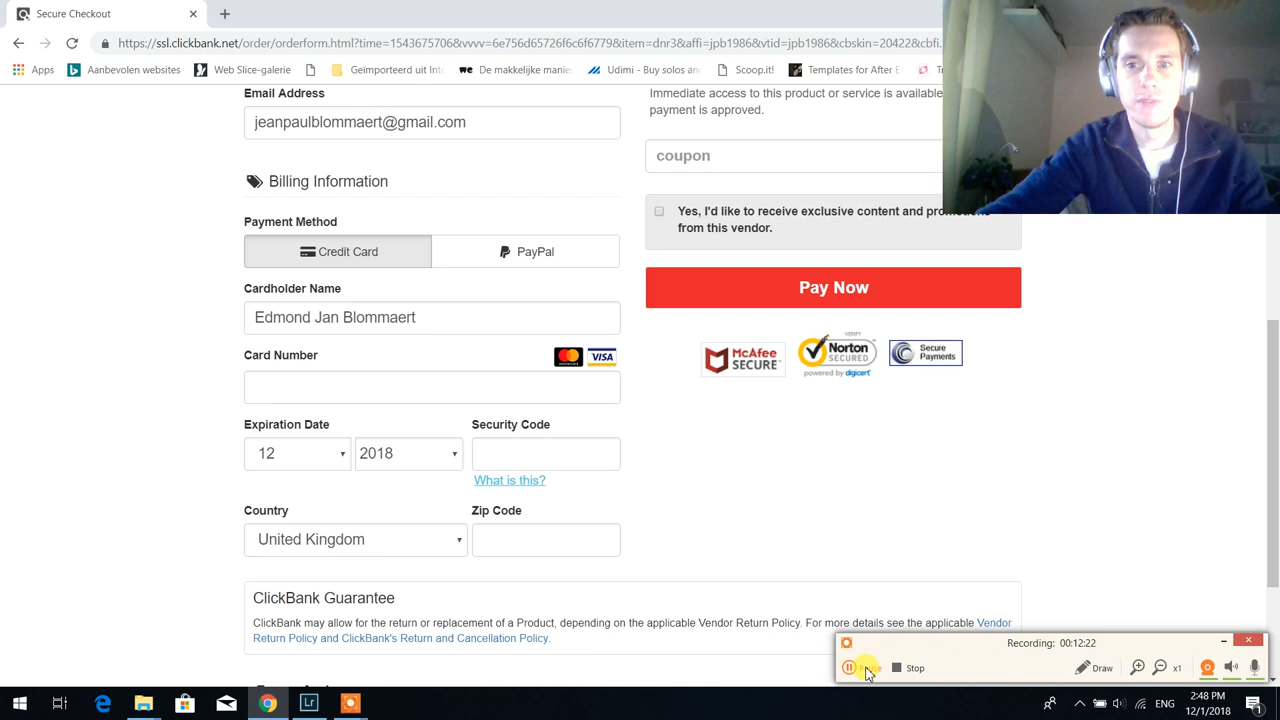 Secure Checkout
https://ssl.clickbank.net/order/orderform.html?time=1543675706&vvvv=6e756d65726f6c6f6779&item=dnr3&affi=jpb1986&vtid=jpb1986&cbskin=20422&cbfi.
Apps Aanbevolen websites Web Slice-galerie Geïmporteerd uit De makkelijke manie Udimi - Buy solos an Scoop.it! Templates for After E
Email Address
jeanpaulblommaert@gmail.com
Immediate access to this product or service is available
payment is approved.
coupon
Billing Information
Payment Method
Credit Card PayPal
Yes, I'd like to receive exclusive content and promotions
from this vendor.
Pay Now
Cardholder Name
Edmond Jan Blommaert
Card Number
VISA
McAfee
SECURE
VERIFY
Norton
SECURED
powered by digicert
Secure
Payments
Expiration Date Security Code
12 2018
What is this?
Country Zip Code
United Kingdom
ClickBank Guarantee
ClickBank may allow for the return or replacement of a Product, depending on the applicable Vendor Return Policy. For more details see the applicable Vendor
Return Policy and ClickBank's Return and Cancellation Policy.
Recording: 00:12:22
Pause Stop Draw x1
Lr
ENG
2:48 PM
12/1/2018
1